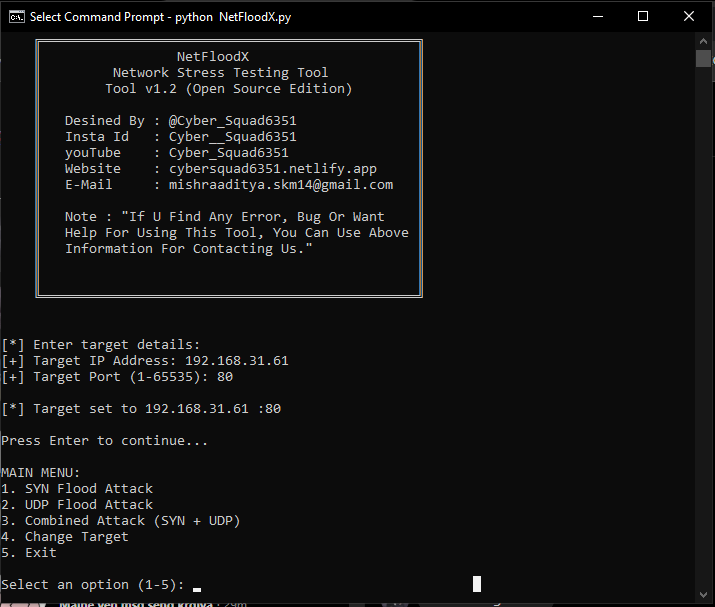 Select Command Prompt - python NetFloodX.py
NetFloodX
Network Stress Testing Tool
Tool v1.2 (Open Source Edition)
Desined By : @Cyber_Squad6351
Insta Id : Cyber__Squad6351
youTube : Cyber_Squad6351
Website : cybersquad6351.netlify.app
E-Mail : mishraaditya.skm14@gmail.com
Note : "If U Find Any Error, Bug Or Want
Help For Using This Tool, You Can Use Above
Information For Contacting Us."
[*] Enter target details:
[+] Target IP Address: 192.168.31.61
[+] Target Port (1-65535): 80
[*] Target set to 192.168.31.61 :80
Press Enter to continue...
MAIN MENU:
1. SYN Flood Attack
2. UDP Flood Attack
3. Combined Attack (SYN + UDP)
4. Change Target
5. Exit
Select an option (1-5):